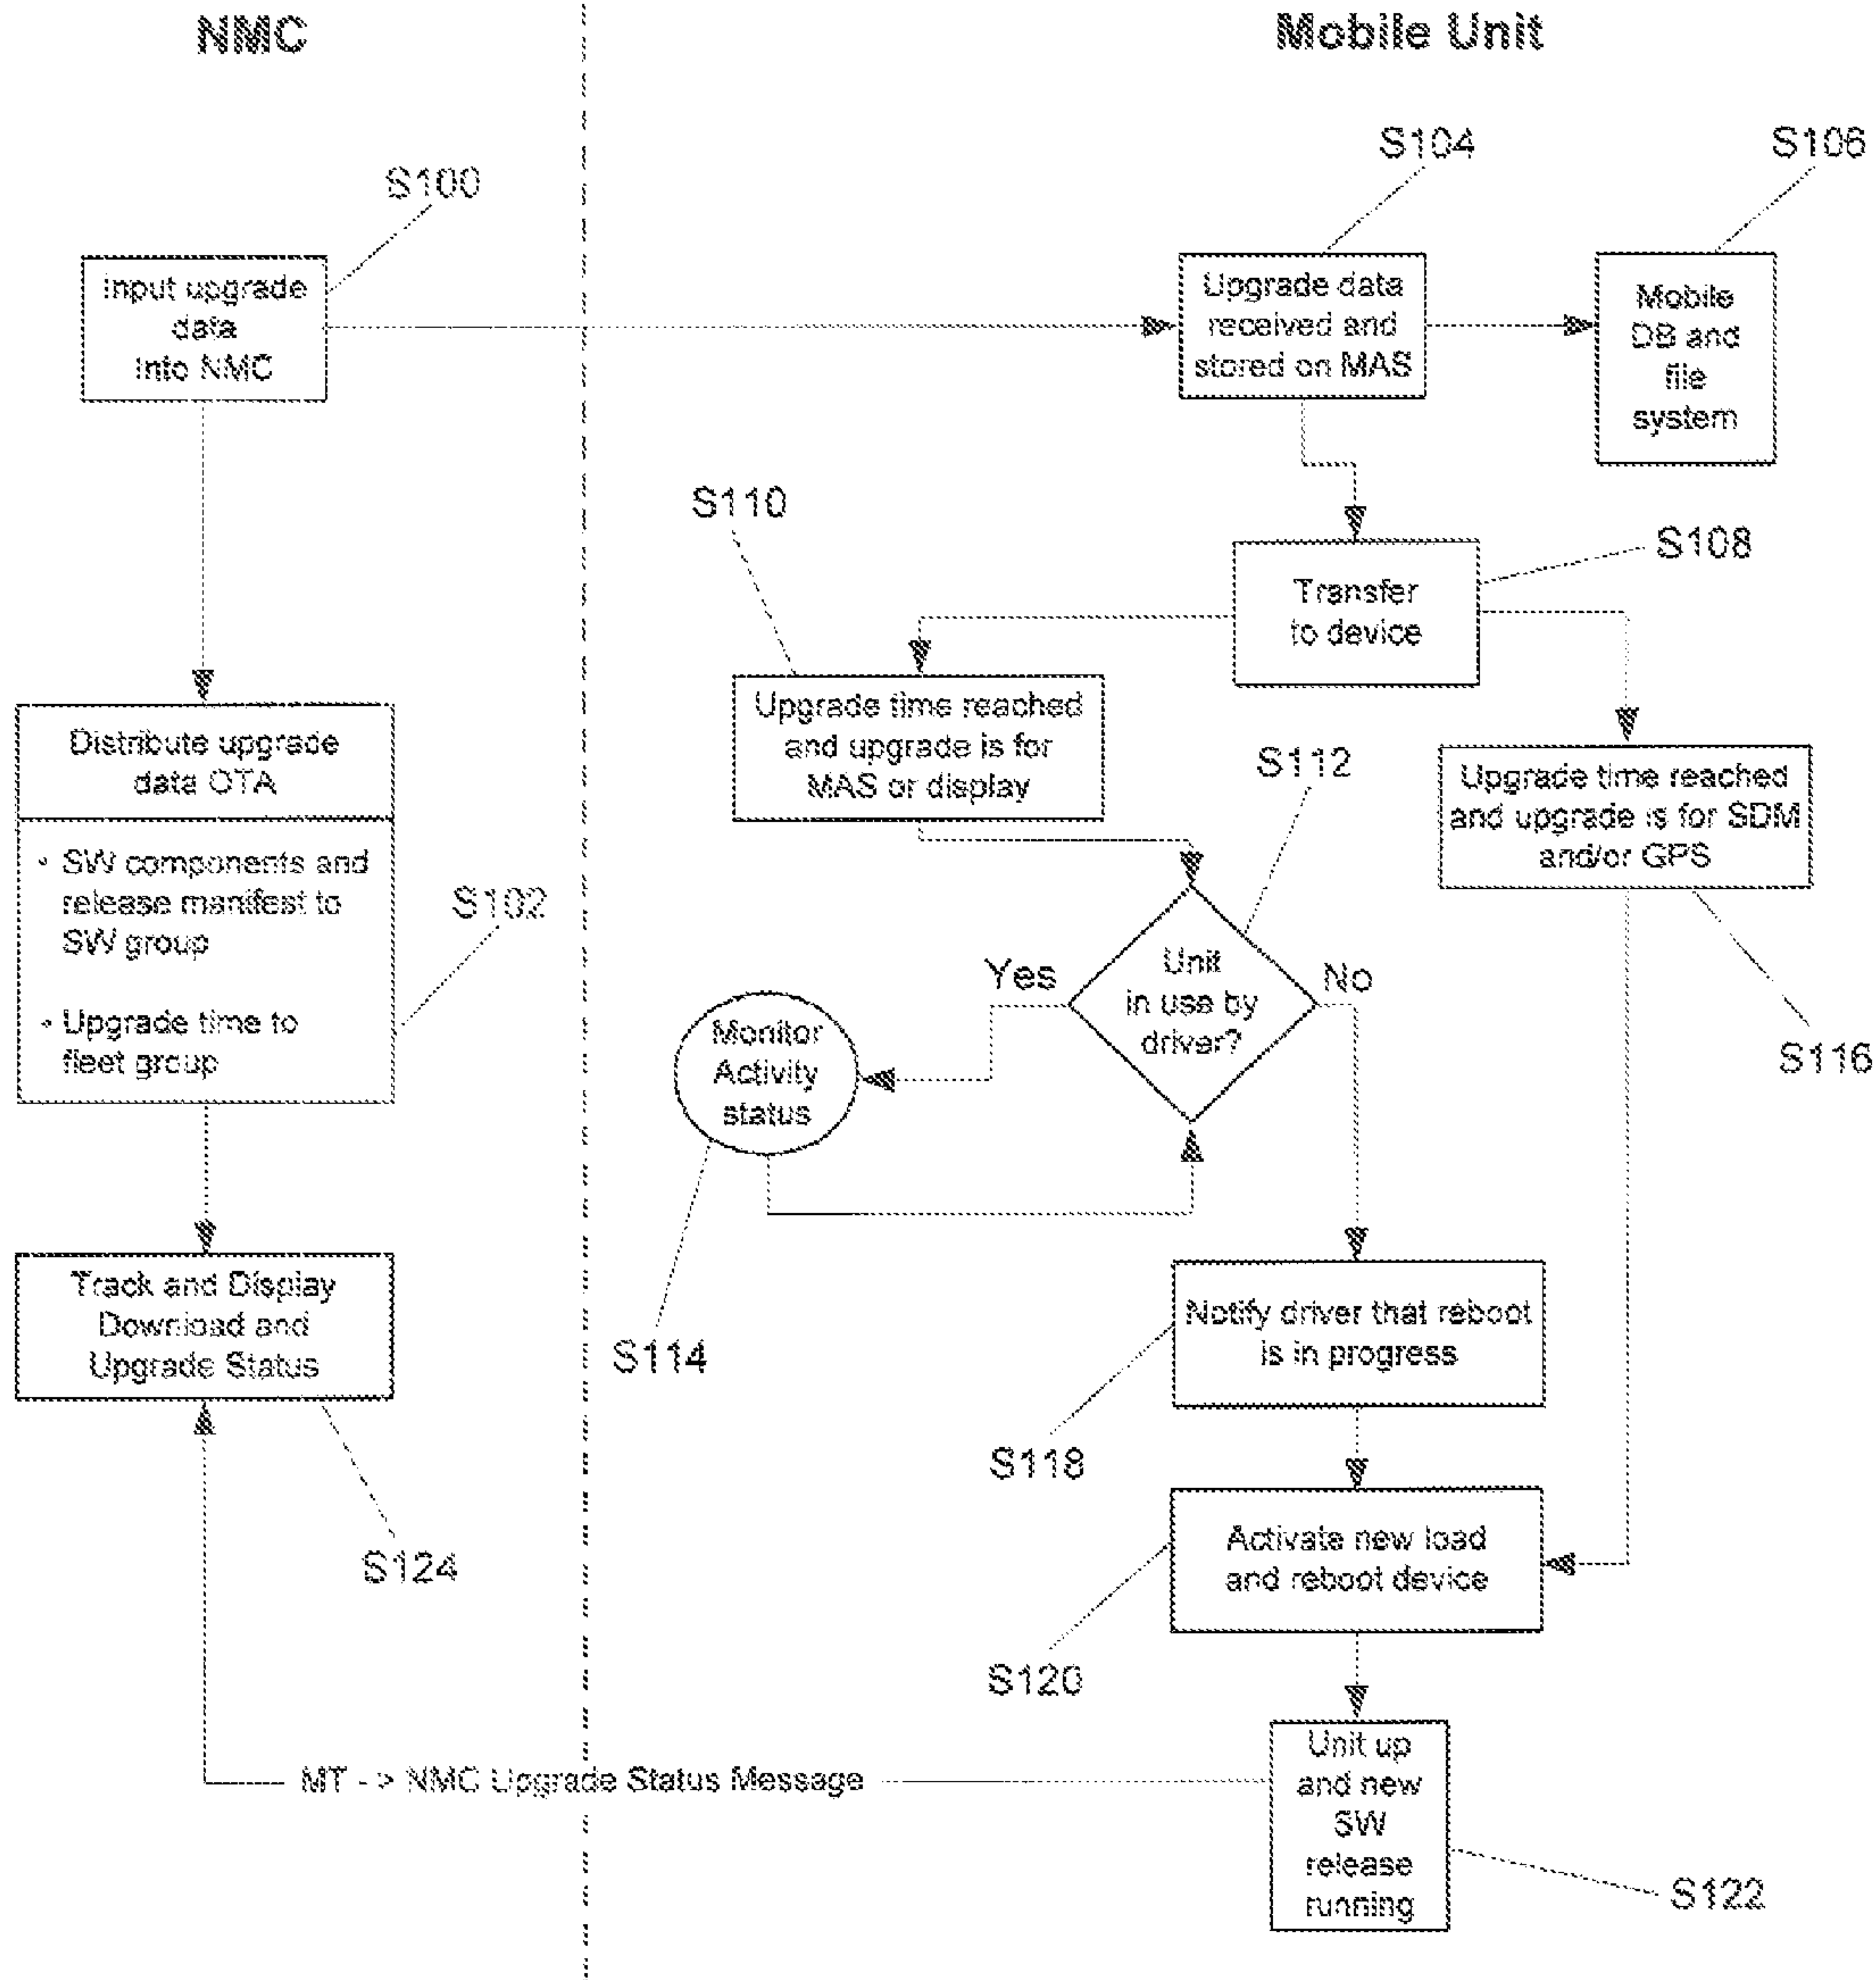 NMC
Mobile Unit
S100
S104
S106
Input upgrade
data
into NMC
Upgrade data
received and
stored on MAS
Mobile
DB and
file
system
S110
S108
Transfer
to device
Upgrade time reached
and upgrade is for
MAS or display
S112
Upgrade time reached
and upgrade is for SDM
and/or GPS
S116
Distribute upgrade
data OTA
• SW components and
release manifest to
SW group
• Upgrade time to
fleet group
S102
Unit
in use by
driver?
Yes
No
Monitor
Activity
status
S114
Track and Display
Download and
Upgrade Status
S124
Notify driver that reboot
is in progress
S118
Activate new load
and reboot device
S120
MT - > NMC Upgrade Status Message
Unit up
and new
SW
release
running
S122